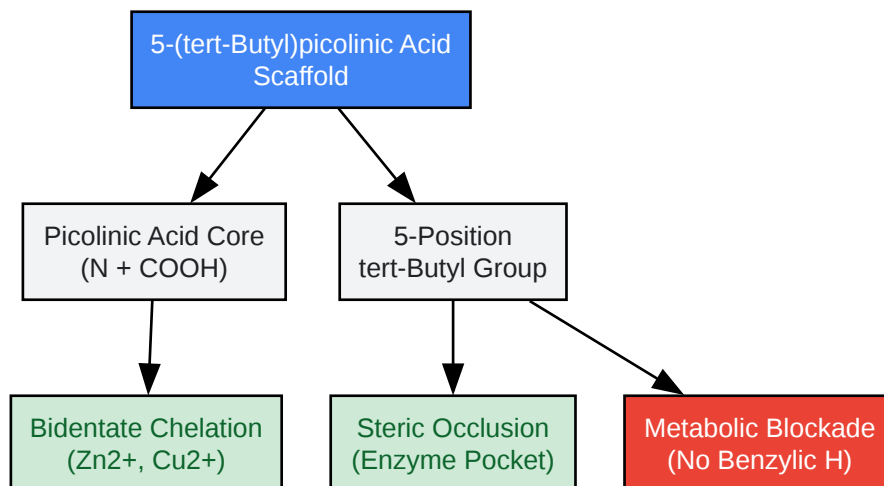 5-(tert-Butyl)picolinic Acid
Scaffold
Picolinic Acid Core
(N + COOH)
5-Position
tert-Butyl Group
Bidentate Chelation
(Zn2+, Cu2+)
Steric Occlusion
(Enzyme Pocket)
Metabolic Blockade
(No Benzylic H)